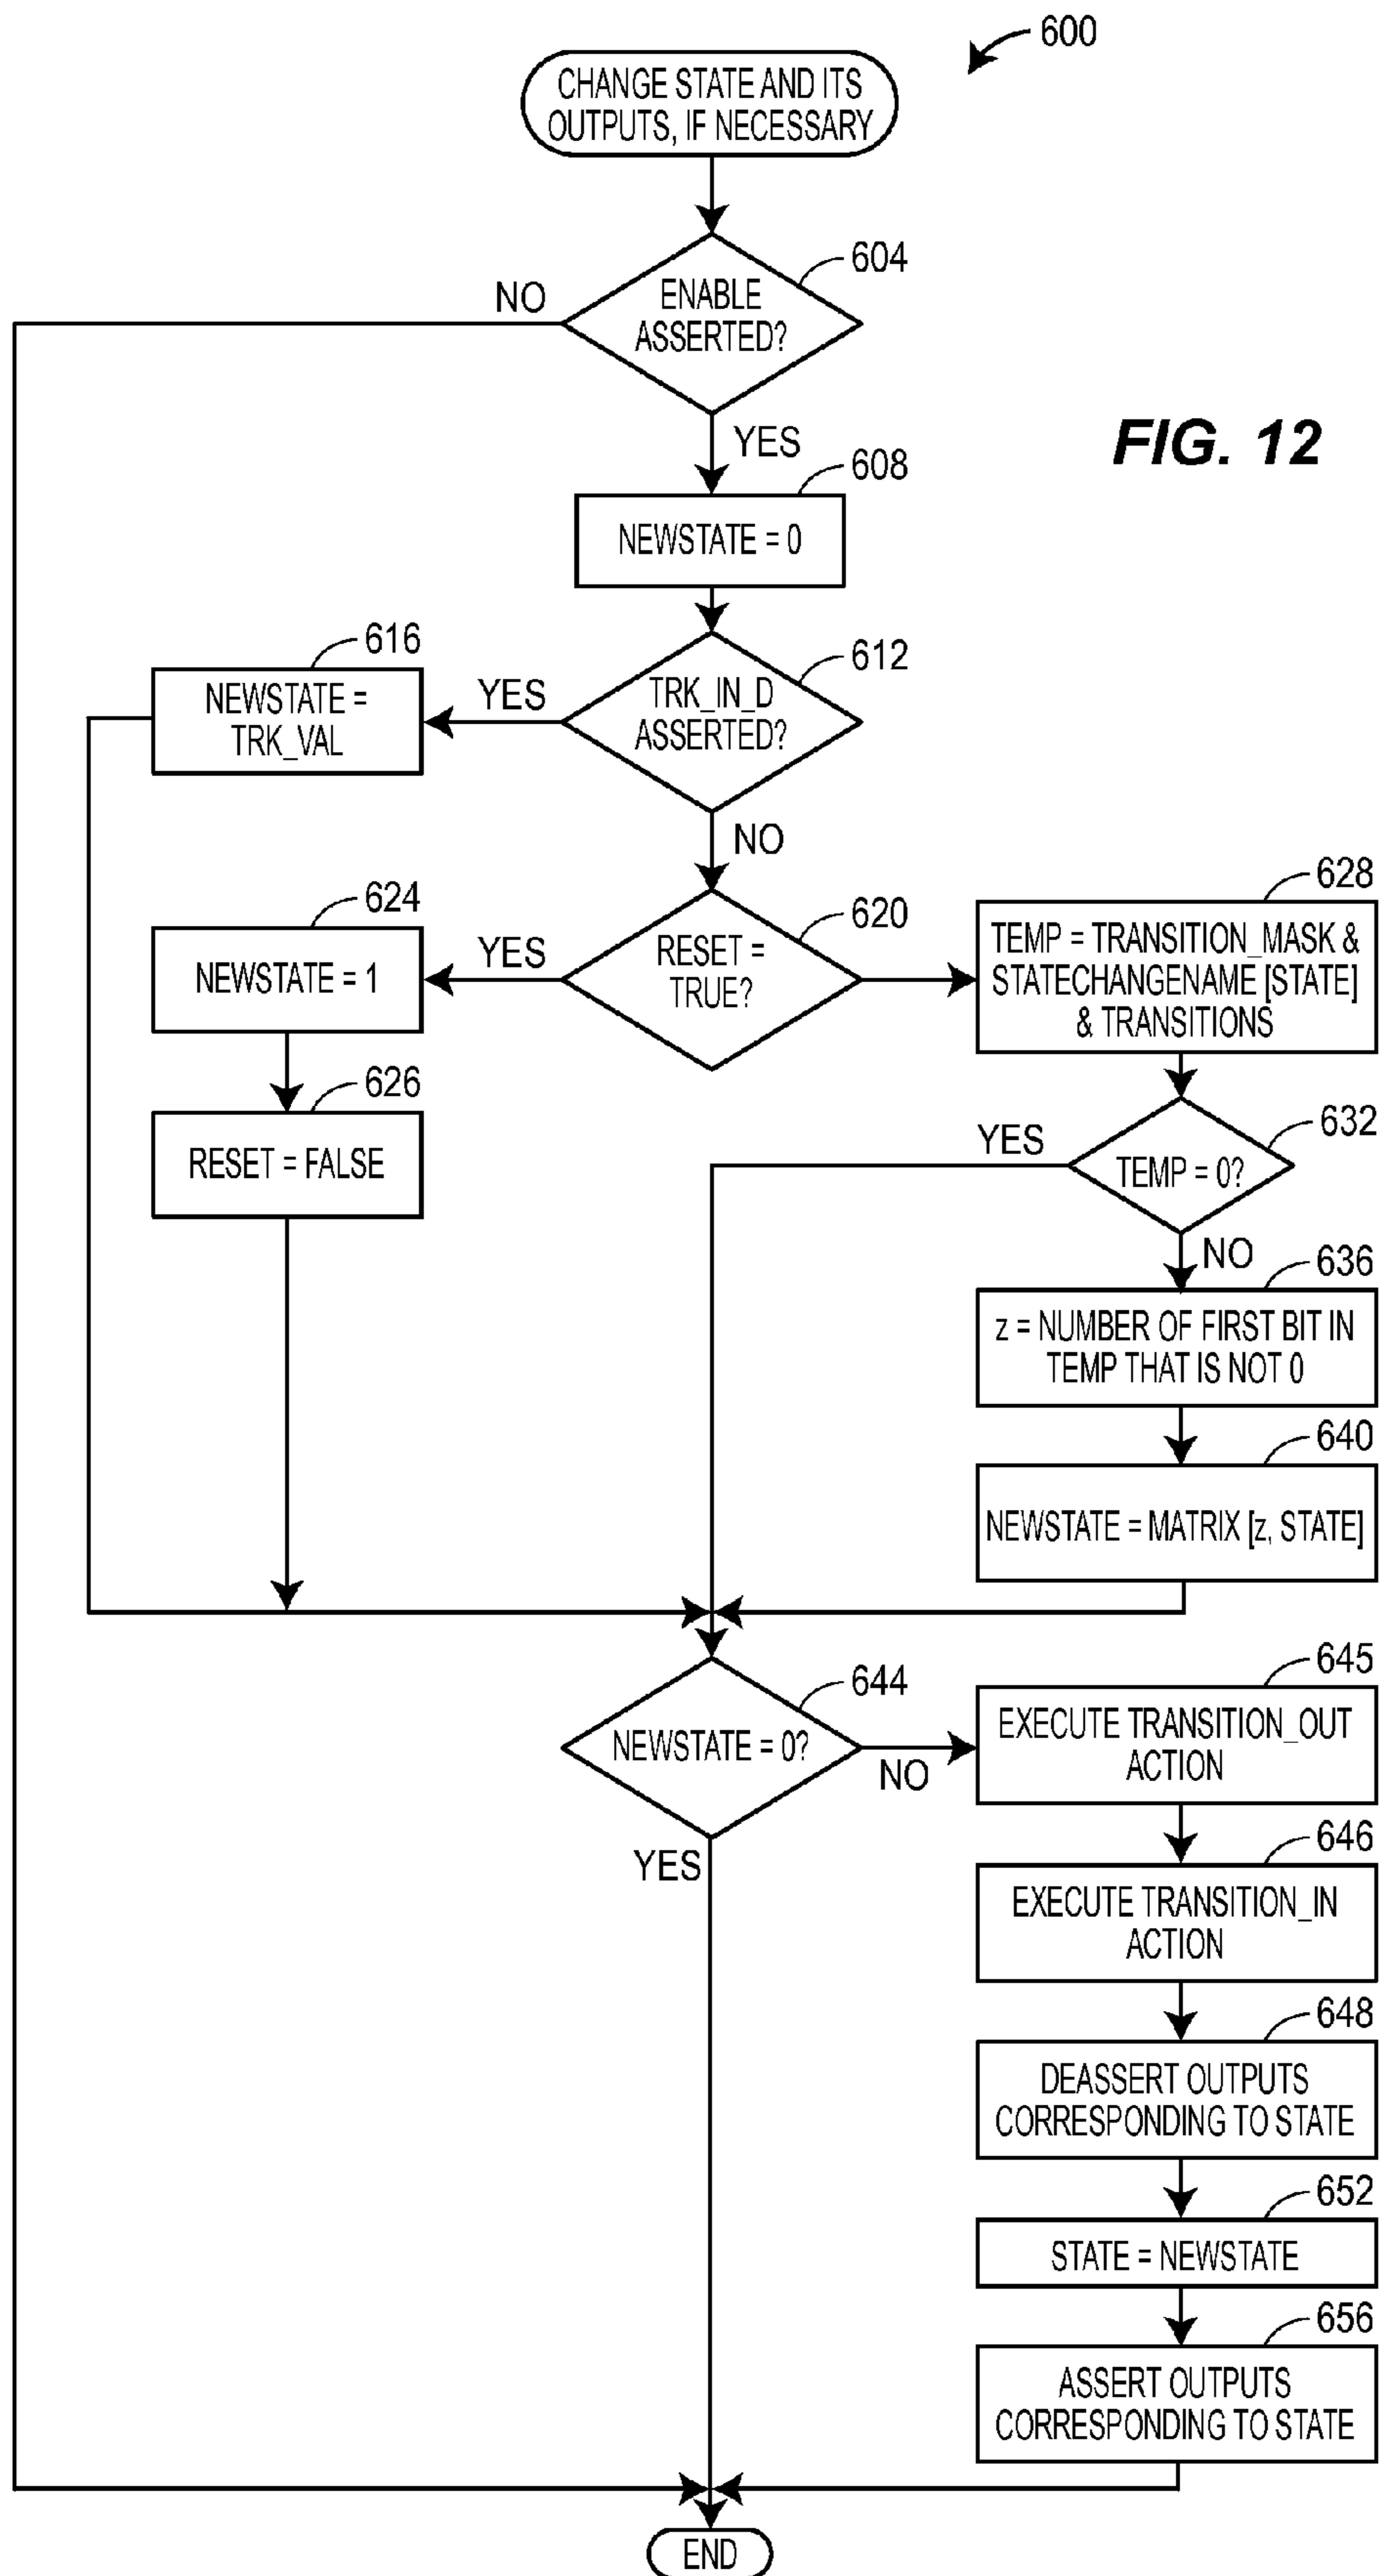 600
CHANGE STATE AND ITS
OUTPUTS, IF NECESSARY
604
NO
ENABLE
ASSERTED?
FIG. 12
YES
608
NEWSTATE = 0
616
NEWSTATE =
TRK_VAL
YES
612
TRK_IN_D
ASSERTED?
NO
624
NEWSTATE = 1
YES
620
RESET =
TRUE?
628
TEMP = TRANSITION_MASK &
STATECHANGENAME [STATE]
& TRANSITIONS
626
RESET = FALSE
YES
632
TEMP = 0?
NO
636
z = NUMBER OF FIRST BIT IN
TEMP THAT IS NOT 0
640
NEWSTATE = MATRIX [z, STATE]
644
NEWSTATE = 0?
NO
645
EXECUTE TRANSITION_OUT
ACTION
YES
646
EXECUTE TRANSITION_IN
ACTION
648
DEASSERT OUTPUTS
CORRESPONDING TO STATE
652
STATE = NEWSTATE
656
ASSERT OUTPUTS
CORRESPONDING TO STATE
END